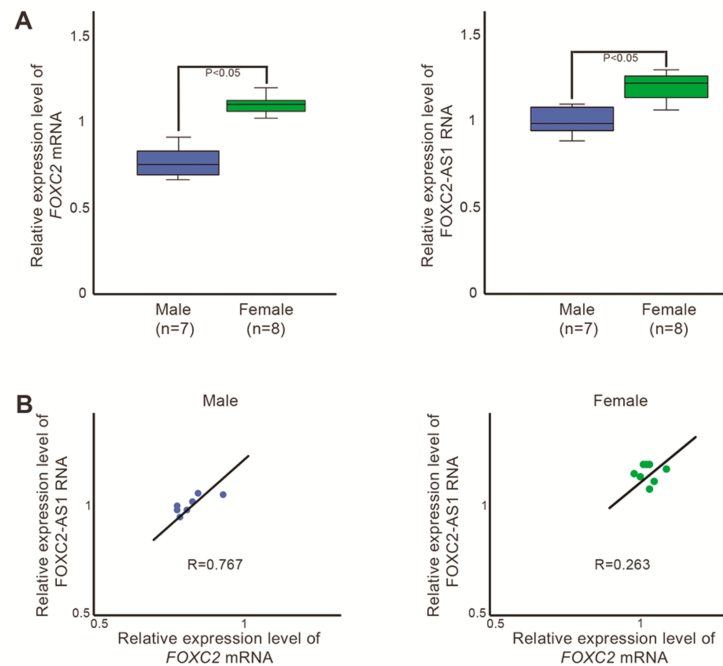 A
Relative expression level of
FOXC2 mRNA
1.5
1
0.5
0
P<0.05
Male
(n=7)
Female
(n=8)
Relative expression level of
FOXC2-AS1 RNA
1.5
1
0.5
0
P<0.05
Male
(n=7)
Female
(n=8)
B
Male
Relative expression level of
FOXC2-AS1 RNA
1
0.5
R=0.767
0.5
1
Relative expression level of
FOXC2 mRNA
Female
Relative expression level of
FOXC2-AS1 RNA
1
0.5
R=0.263
0.5
1
Relative expression level of
FOXC2 mRNA